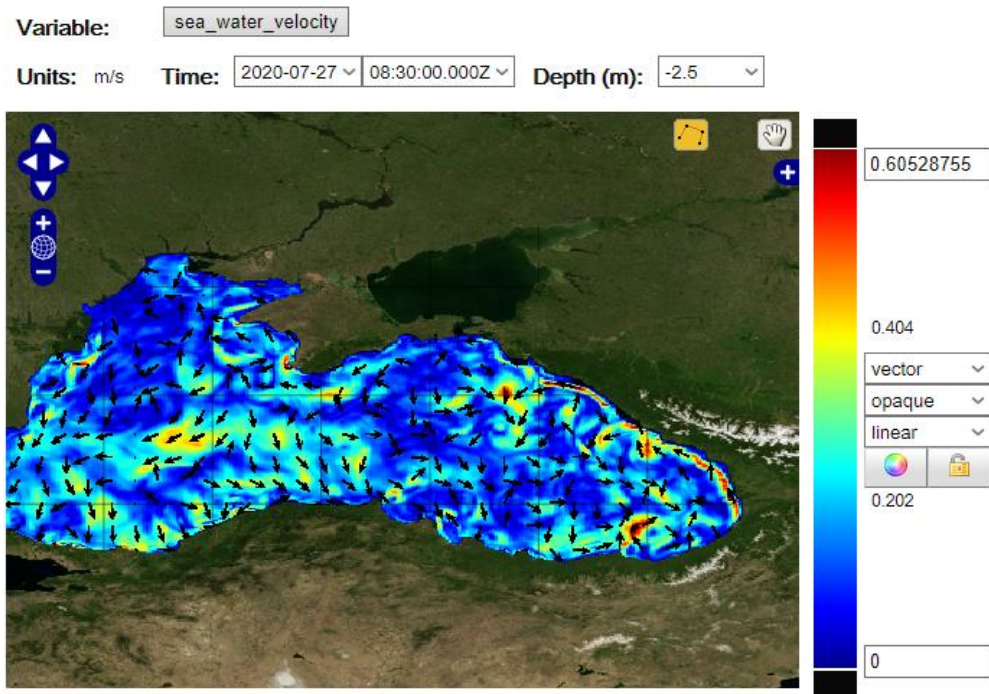 Variable: sea_water_velocity
Units: m/s Time: 2020-07-27 08:30:00.000Z Depth (m): -2.5
0.60528755
0.404
vector
opaque
linear
0.202
0